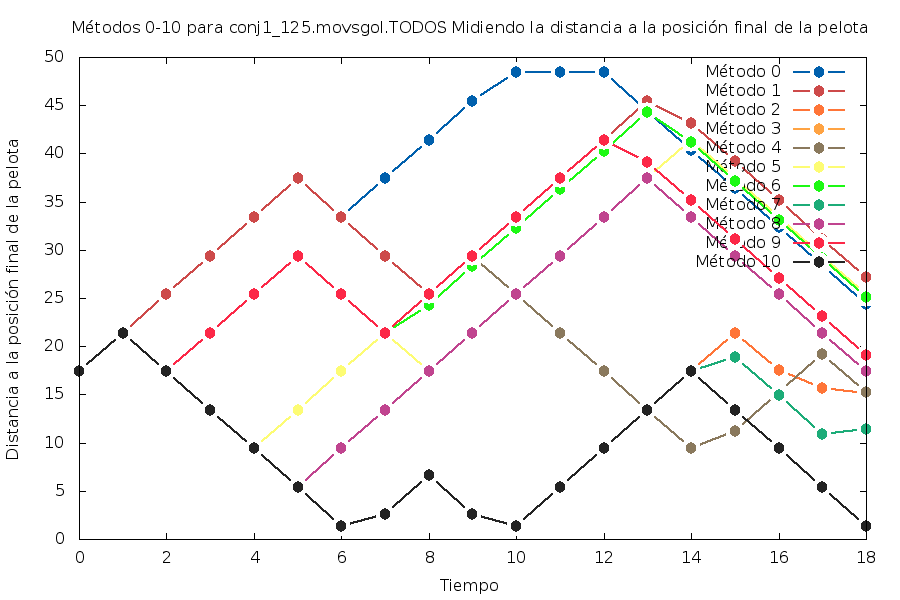 Métodos 0-10 para conj1_125.movsgol.TODOS Midiendo la distancia a la posición final de la pelota
50
45
40
35
30
25
20
15
10
5
0
Distancia a la posición final de la pelota
Método 0
Método 1
Método 2
Método 3
Método 4
Método 5
Método 6
Método 7
Método 8
Método 9
Método 10
0 2 4 6 8 10 12 14 16 18
Tiempo